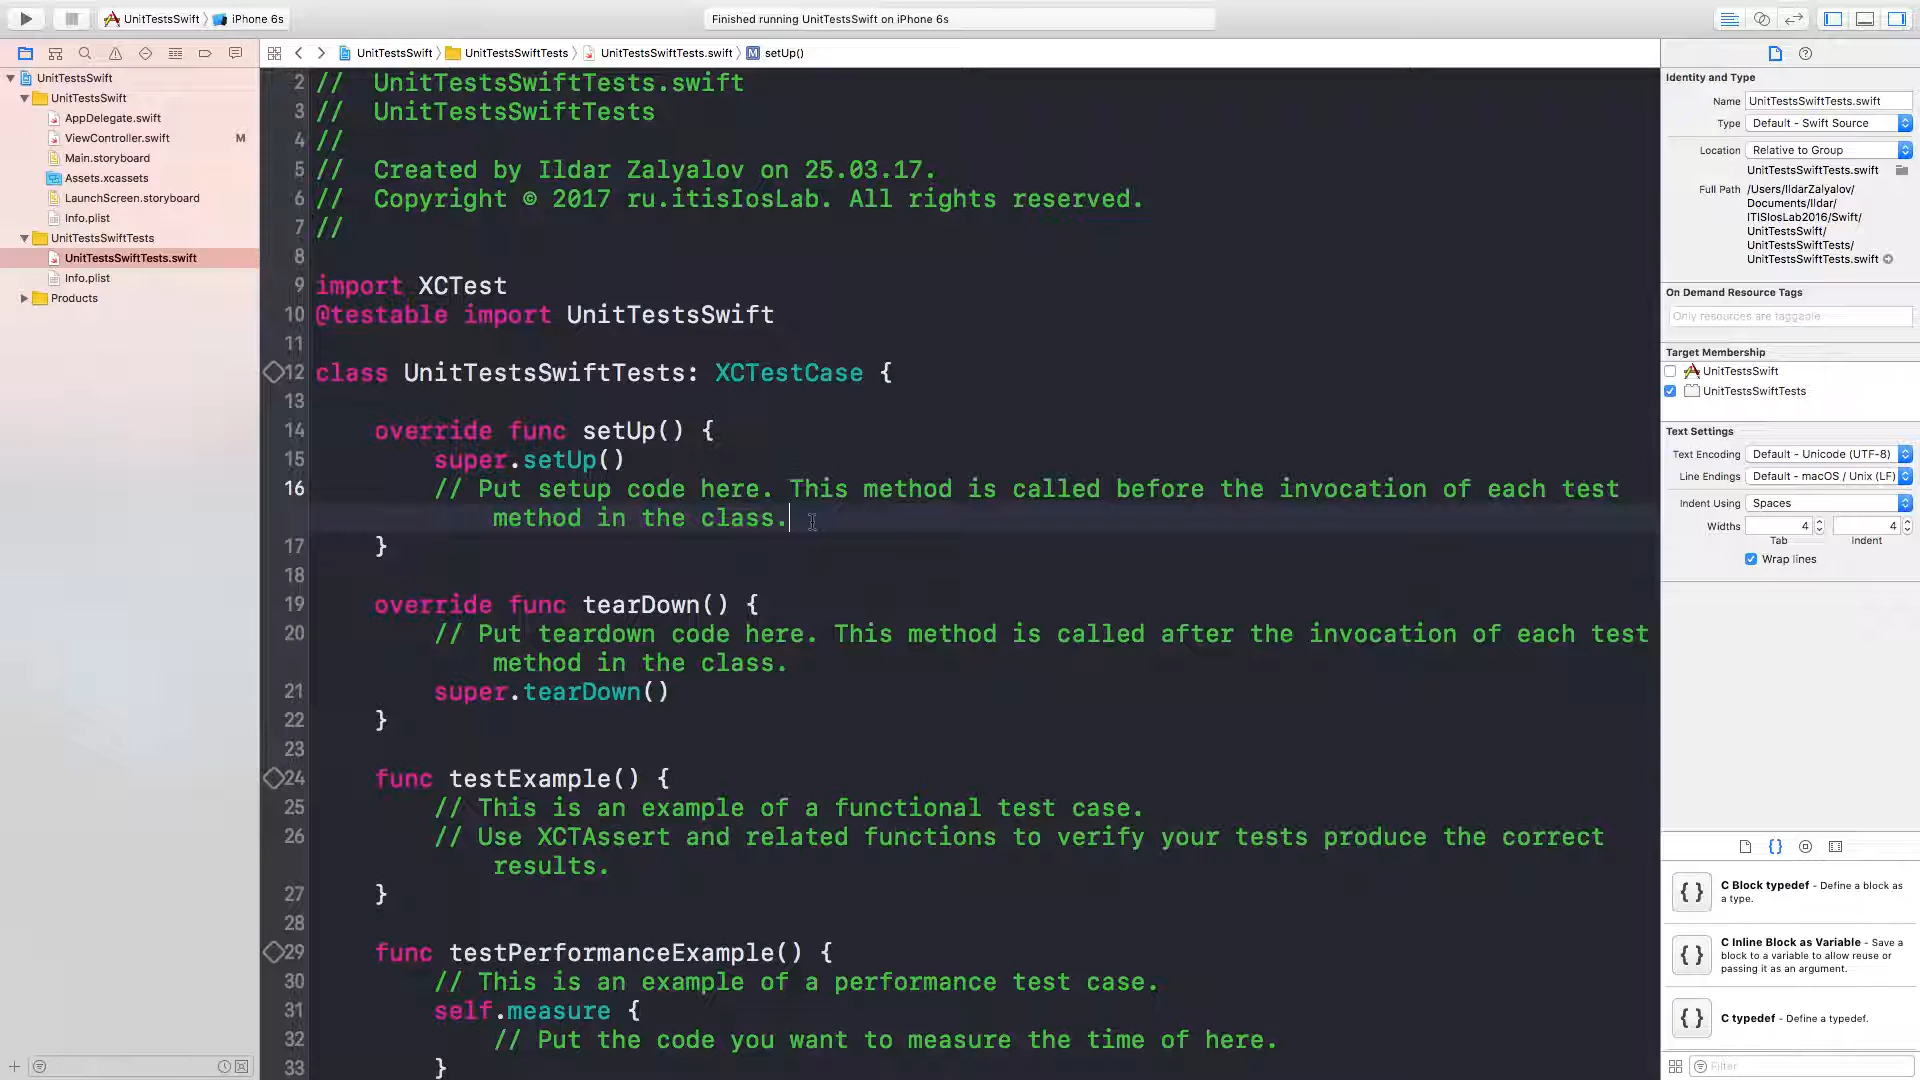 UnitTestsSwift
iPhone 6s
Finished running UnitTestsSwift on iPhone 6s
UnitTestsSwift
UnitTestsSwiftTests
UnitTestsSwiftTests.swift
M
setUp()
UnitTestsSwift
UnitTestsSwift
AppDelegate.swift
ViewController.swift
M
Main.storyboard
Assets.xcassets
LaunchScreen.storyboard
Info.plist
UnitTestsSwiftTests
UnitTestsSwiftTests.swift
Info.plist
Products
2 //  UnitTestsSwiftTests.swift
3 //  UnitTestsSwiftTests
4 //
5 //  Created by Ildar Zalyalov on 25.03.17.
6 //  Copyright © 2017 ru.itisIosLab. All rights reserved.
7 //
8
9 import XCTest
10 @testable import UnitTestsSwift
11
12 class UnitTestsSwiftTests: XCTestCase {
13
14 override func setUp() {
15 super.setUp()
16 // Put setup code here. This method is called before the invocation of each test
method in the class.
17 }
18
19 override func tearDown() {
20 // Put teardown code here. This method is called after the invocation of each test
method in the class.
21 super.tearDown()
22 }
23
24 func testExample() {
25 // This is an example of a functional test case.
26 // Use XCTAssert and related functions to verify your tests produce the correct
results.
27 }
28
29 func testPerformanceExample() {
30 // This is an example of a performance test case.
31 self.measure {
32 // Put the code you want to measure the time of here.
33 }
Identity and Type
Name UnitTestsSwiftTests.swift
Type Default - Swift Source
Location Relative to Group
UnitTestsSwiftTests.swift
Full Path /Users/IldarZalyalov/
Documents/Ildar/
ITISIosLab2016/Swift/
UnitTestsSwift/
UnitTestsSwiftTests/
UnitTestsSwiftTests.swift
On Demand Resource Tags
Only resources are taggable
Target Membership
UnitTestsSwift
UnitTestsSwiftTests
Text Settings
Text Encoding Default - Unicode (UTF-8)
Line Endings Default - macOS / Unix (LF)
Indent Using Spaces
Widths 4 4
Tab Indent
Wrap lines
{ } C Block typedef - Define a block as
a type.
{ } C Inline Block as Variable - Save a
block to a variable to allow reuse or
passing it as an argument.
{ } C typedef - Define a typedef.
Filter